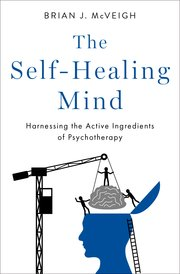 BRIAN J. McVEIGH
The
Self-Healing
Mind
Harnessing the Active Ingredients
of Psychotherapy